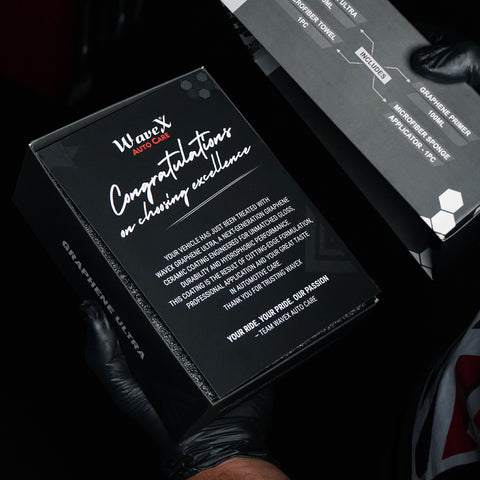 WaveX
AUTO CARE
Congratulations
on choosing excellence
YOUR VEHICLE HAS JUST BEEN TREATED WITH
WAVEX GRAPHENE ULTRA, A NEXT-GENERATION GRAPHENE
CERAMIC COATING ENGINEERED FOR UNMATCHED GLOSS,
DURABILITY AND HYDROPHOBIC PERFORMANCE.
THIS COATING IS THE RESULT OF CUTTING-EDGE FORMULATION,
PROFESSIONAL APPLICATION AND YOUR GREAT TASTE
IN AUTOMOTIVE CARE.
THANK YOU FOR TRUSTING WAVEX
YOUR RIDE. YOUR PRIDE. OUR PASSION
– TEAM WAVEX AUTO CARE
GRAPHENE ULTRA
ULTRA
MICROFIBER TOWEL
1PC
INCLUDES
GRAPHENE PRIMER
100ML
MICROFIBER SPONGE
APPLICATOR - 1PC